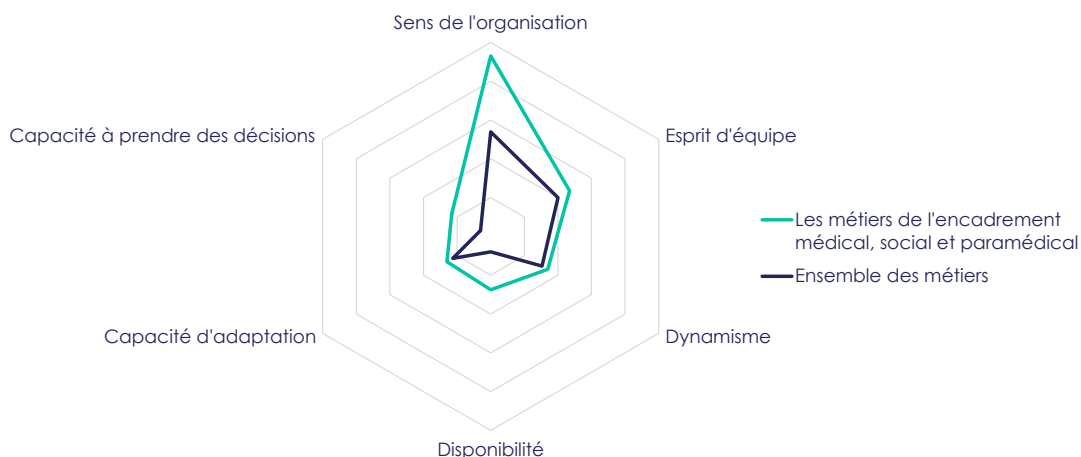 Sens de l'organisation
Capacité à prendre des décisions
Esprit d'équipe
Les métiers de l'encadrement
médical, social et paramédical
Ensemble des métiers
Capacité d'adaptation
Dynamisme
Disponibilité